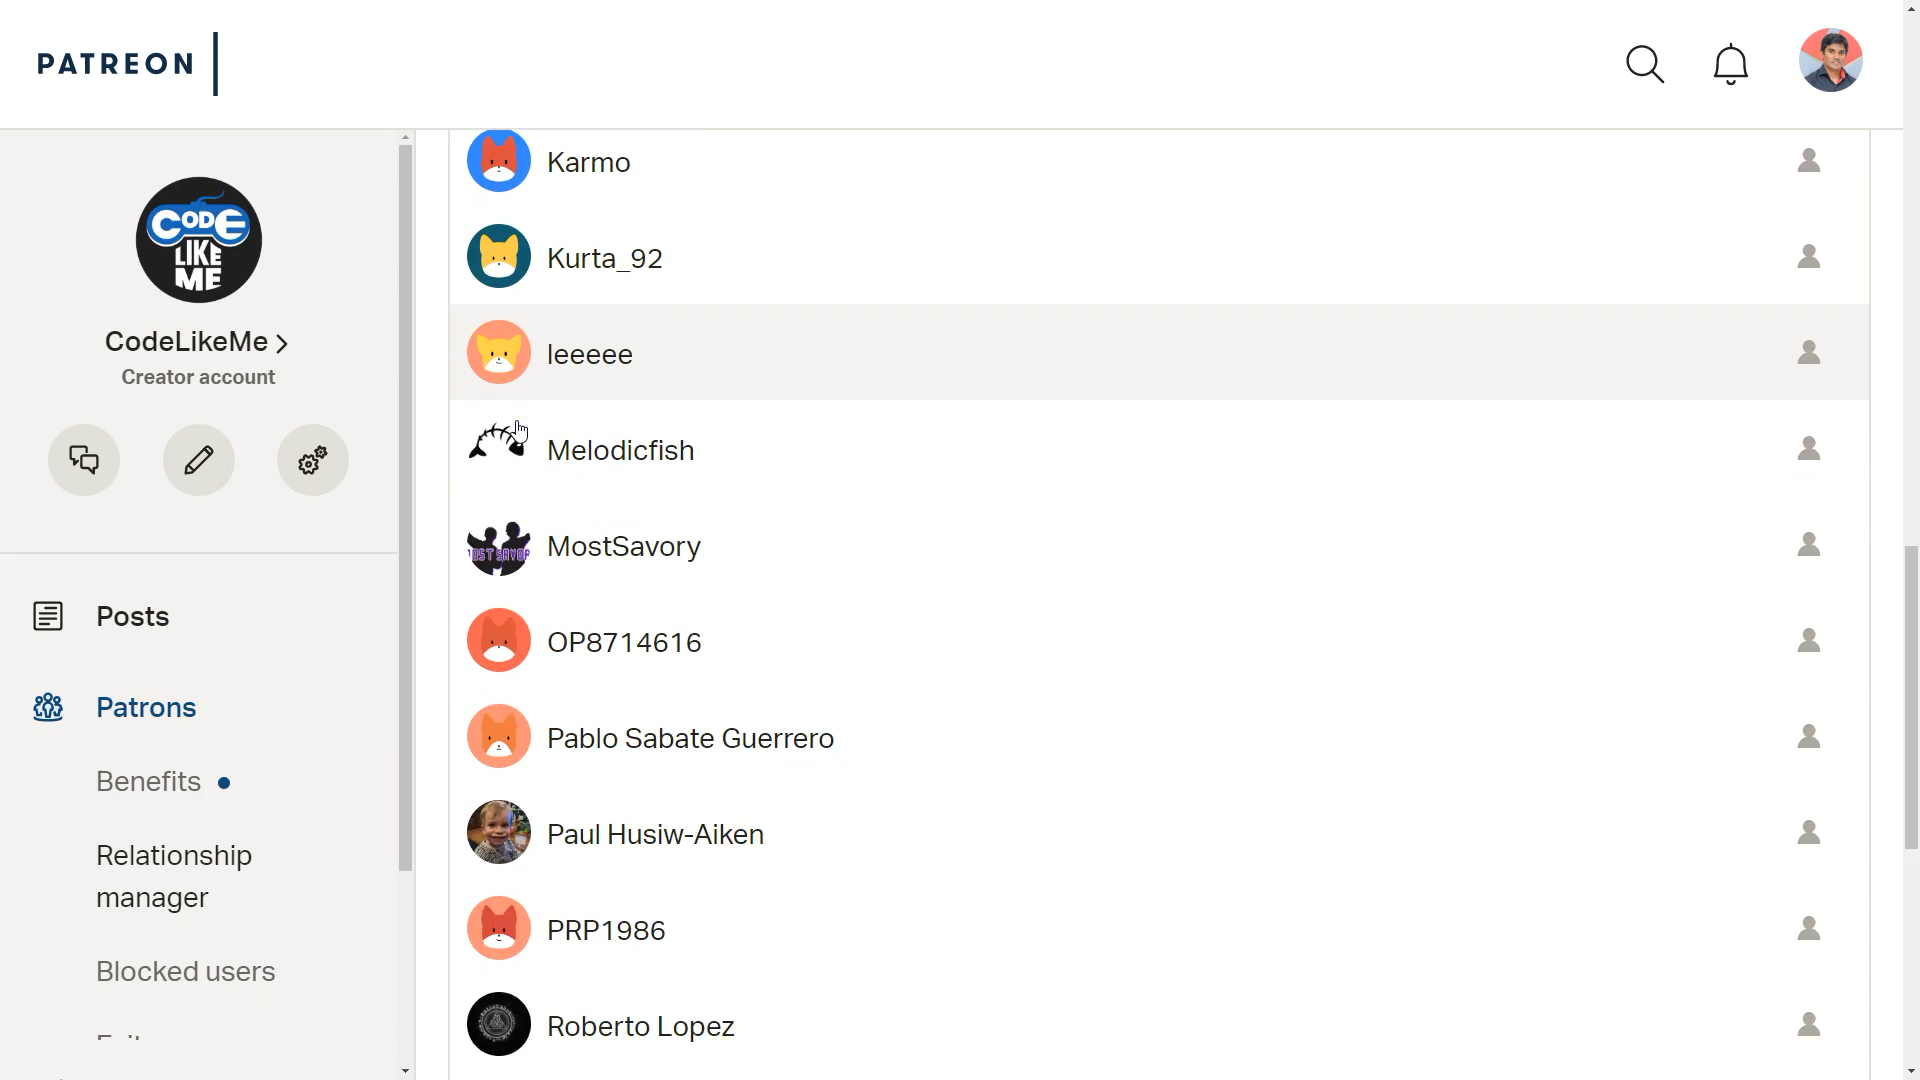 PATREON
CODE
LIKE
ME
CodeLikeMe
Creator account
Posts
Patrons
Benefits
Relationship
manager
Blocked users
Karmo
Kurta_92
leeeee
Melodicfish
MostSavory
OP8714616
Pablo Sabate Guerrero
Paul Husiw-Aiken
PRP1986
Roberto Lopez